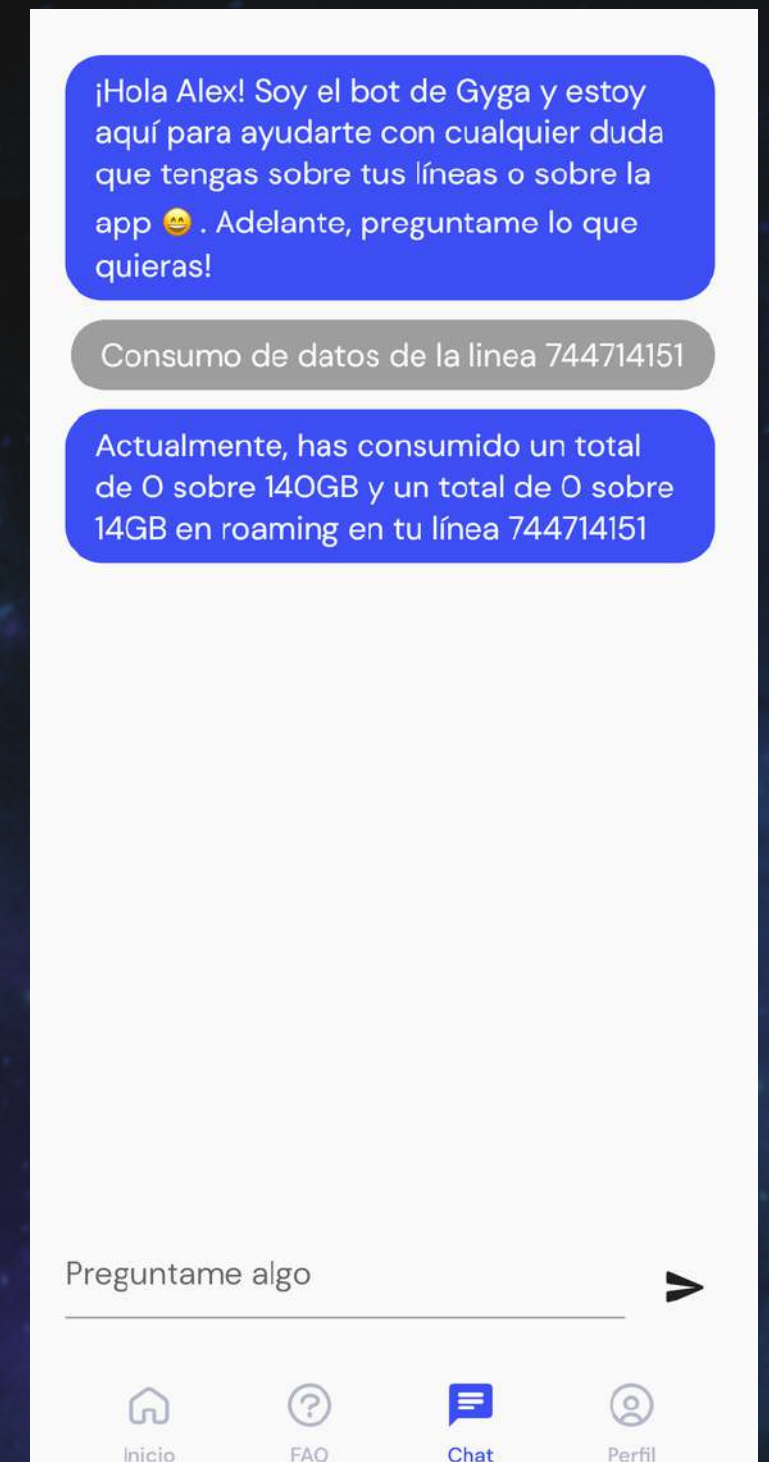 ¡Hola Alex! Soy el bot de Gyga y estoy
aquí para ayudarte con cualquier duda
que tengas sobre tus líneas o sobre la
app 😄 . Adelante, preguntame lo que
quieras!
Consumo de datos de la linea 744714151
Actualmente, has consumido un total
de 0 sobre 140GB y un total de 0 sobre
14GB en roaming en tu línea 744714151
Preguntame algo
Inicio
FAQ
Chat
Perfil